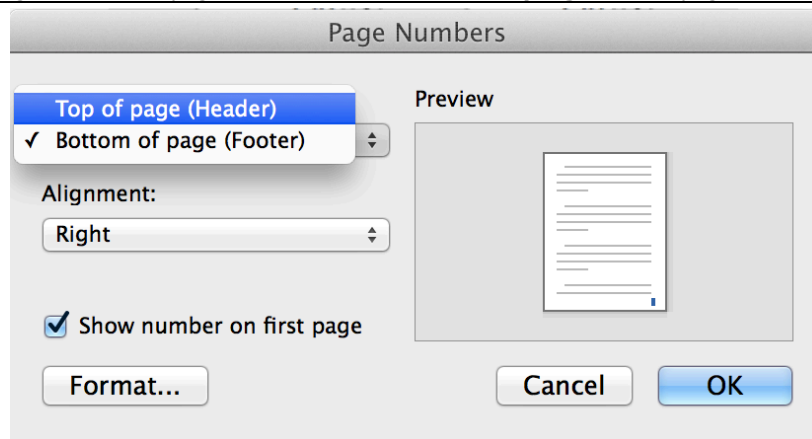 Page Numbers
Top of page (Header)
✓ Bottom of page (Footer)
Preview
Alignment:
Right
Show number on first page
Format...
Cancel
OK